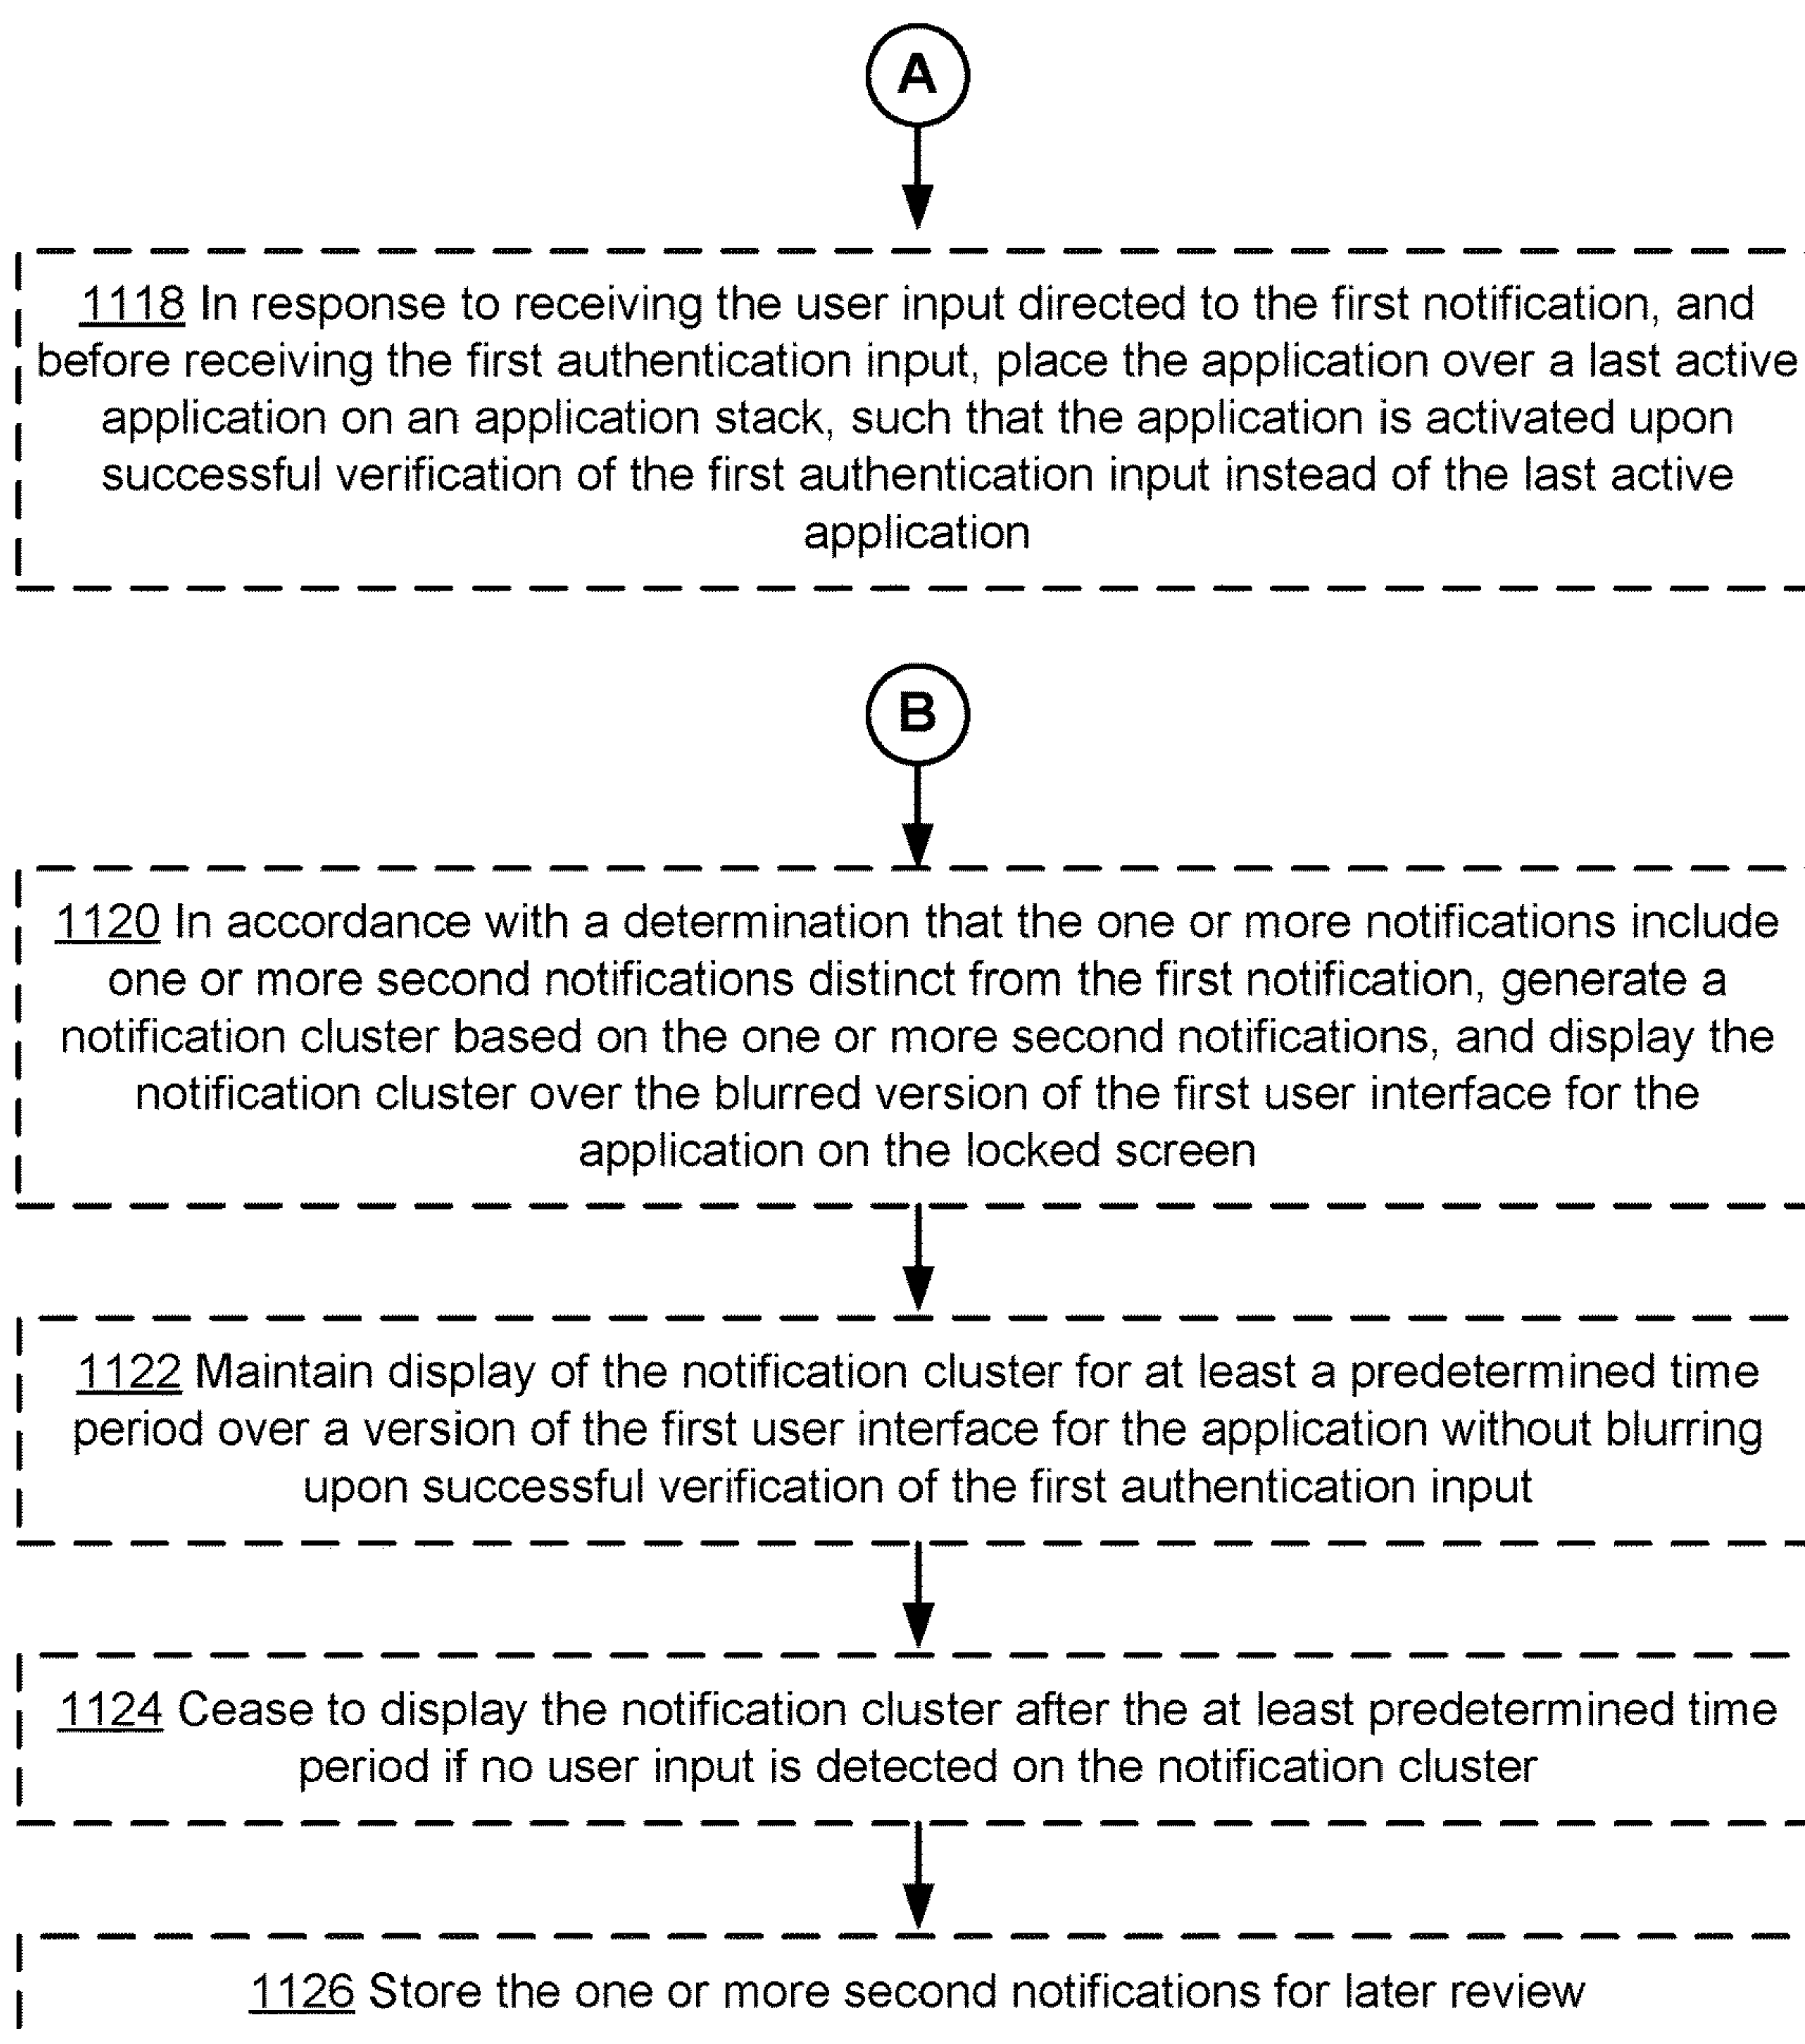 A
1118 In response to receiving the user input directed to the first notification, and
before receiving the first authentication input, place the application over a last active
application on an application stack, such that the application is activated upon
successful verification of the first authentication input instead of the last active
application
B
1120 In accordance with a determination that the one or more notifications include
one or more second notifications distinct from the first notification, generate a
notification cluster based on the one or more second notifications, and display the
notification cluster over the blurred version of the first user interface for the
application on the locked screen
1122 Maintain display of the notification cluster for at least a predetermined time
period over a version of the first user interface for the application without blurring
upon successful verification of the first authentication input
1124 Cease to display the notification cluster after the at least predetermined time
period if no user input is detected on the notification cluster
1126 Store the one or more second notifications for later review